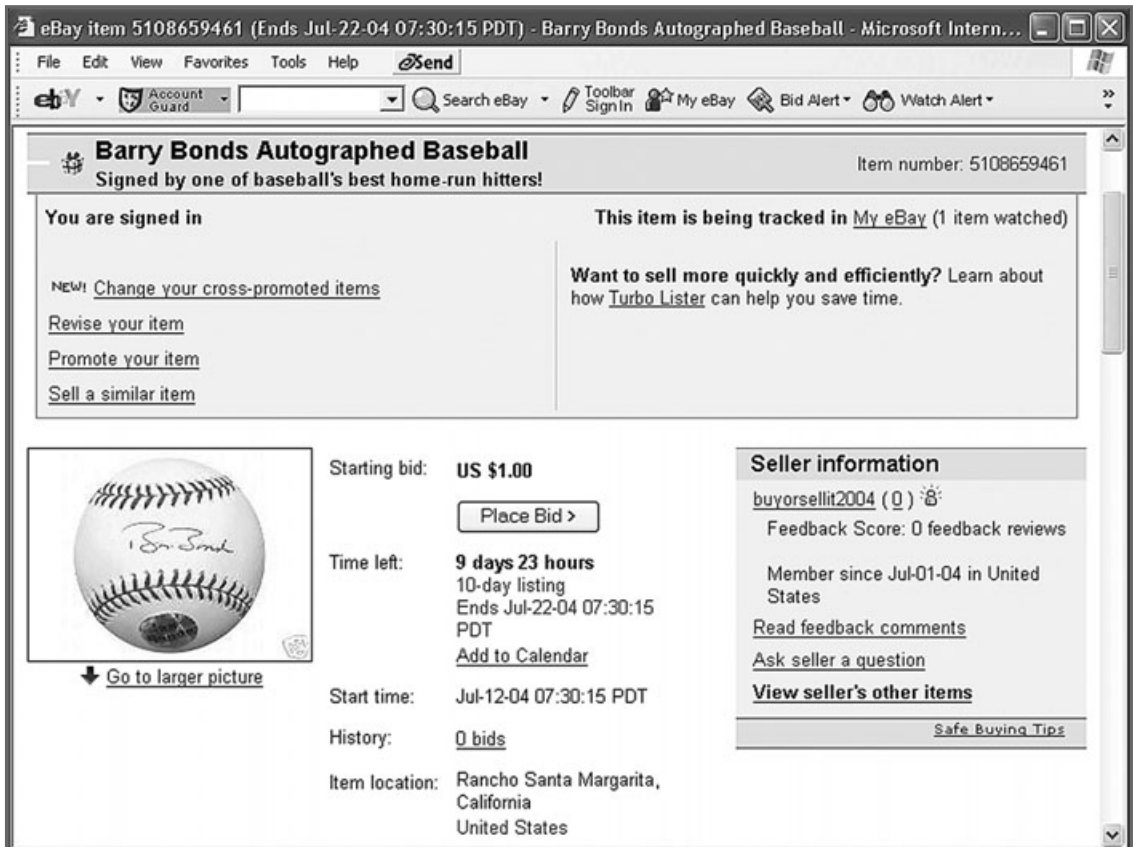 eBay item 5108659461 (Ends Jul-22-04 07:30:15 PDT) - Barry Bonds Autographed Baseball - Microsoft Intern...
File Edit View Favorites Tools Help Send
ebY Account Guard Search eBay Toolbar Sign In My eBay Bid Alert Watch Alert
Barry Bonds Autographed Baseball
Item number: 5108659461
Signed by one of baseball's best home-run hitters!
You are signed in
This item is being tracked in My eBay (1 item watched)
NEW! Change your cross-promoted items
Revise your item
Promote your item
Sell a similar item
Want to sell more quickly and efficiently? Learn about
how Turbo Lister can help you save time.
Go to larger picture
Starting bid: US $1.00
Place Bid >
Time left: 9 days 23 hours
10-day listing
Ends Jul-22-04 07:30:15
PDT
Add to Calendar
Start time: Jul-12-04 07:30:15 PDT
History: 0 bids
Item location: Rancho Santa Margarita,
California
United States
Seller information
buyorsellit2004 ( 0 )
Feedback Score: 0 feedback reviews
Member since Jul-01-04 in United
States
Read feedback comments
Ask seller a question
View seller's other items
Safe Buying Tips